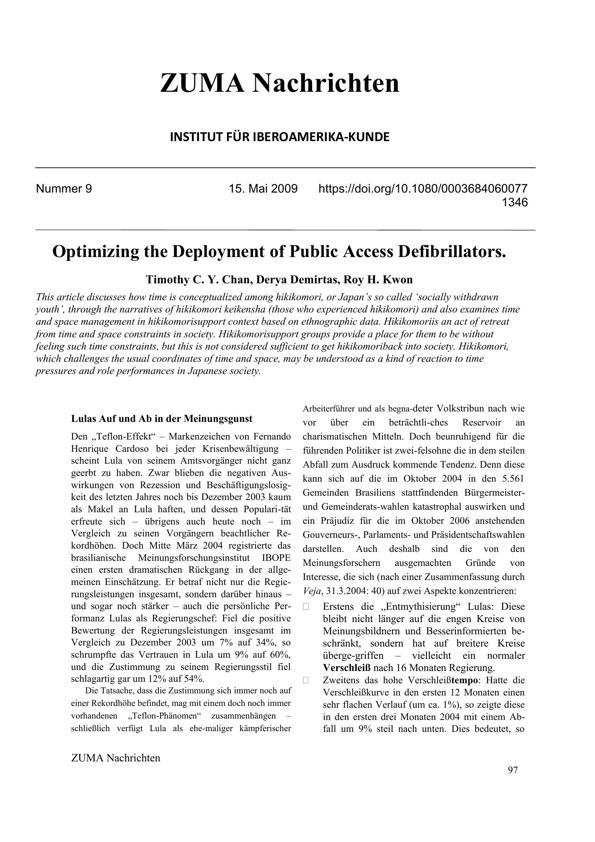 ZUMA Nachrichten
INSTITUT FÜR IBEROAMERIKA-KUNDE
Nummer 9 15. Mai 2009 https://doi.org/10.1080/0003684060077
1346
Optimizing the Deployment of Public Access Defibrillators.
Timothy C. Y. Chan, Derya Demirtas, Roy H. Kwon
This article discusses how time is conceptualized among hikikomori, or Japan's so called 'socially withdrawn
youth', through the narratives of hikikomori keikensha (those who experienced hikikomori) and also examines time
and space management in hikikomorisupport context based on ethnographic data. Hikikomoriis an act of retreat
from time and space constraints in society. Hikikomorisupport groups provide a place for them to be without
feeling such time constraints, but this is not considered sufficient to get hikikomoriback into society. Hikikomori,
which challenges the usual coordinates of time and space, may be understood as a kind of reaction to time
pressures and role performances in Japanese society.
Lulas Auf und Ab in der Meinungsgunst
Den „Teflon-Effekt“ – Markenzeichen von Fernando
Henrique Cardoso bei jeder Krisenbewältigung –
scheint Lula von seinem Amtsvorgänger nicht ganz
geerbt zu haben. Zwar blieben die negativen Aus-
wirkungen von Rezession und Beschäftigungslosig-
keit des letzten Jahres noch bis Dezember 2003 kaum
als Makel an Lula haften, und dessen Populari-tät
erfreute sich – übrigens auch heute noch – im
Vergleich zu seinen Vorgängern beachtlicher Re-
kordhöhen. Doch Mitte März 2004 registrierte das
brasilianische Meinungsforschungsinstitut IBOPE
einen ersten dramatischen Rückgang in der allge-
meinen Einschätzung. Er betraf nicht nur die Regie-
rungsleistungen insgesamt, sondern darüber hinaus –
und sogar noch stärker – auch die persönliche Per-
formanz Lulas als Regierungschef: Fiel die positive
Bewertung der Regierungsleistungen insgesamt im
Vergleich zu Dezember 2003 um 7% auf 34%, so
schrumpfte das Vertrauen in Lula um 9% auf 60%,
und die Zustimmung zu seinem Regierungsstil fiel
schlagartig gar um 12% auf 54%.
Die Tatsache, dass die Zustimmung sich immer noch auf
einer Rekordhöhe befindet, mag mit einem doch noch immer
vorhandenen „Teflon-Phänomen“ zusammenhängen –
schließlich verfügt Lula als ehe-maliger kämpferischer
Arbeiterführer und als begna-deter Volkstribun nach wie
vor über ein beträchtli-ches Reservoir an
charismatischen Mitteln. Doch beunruhigend für die
führenden Politiker ist zwei-felsohne die in dem steilen
Abfall zum Ausdruck kommende Tendenz. Denn diese
kann sich auf die im Oktober 2004 in den 5.561
Gemeinden Brasiliens stattfindenden Bürgermeister-
und Gemeinderats-wahlen katastrophal auswirken und
ein Präjudiz für die im Oktober 2006 anstehenden
Gouverneurs-, Parlaments- und Präsidentschaftswahlen
darstellen. Auch deshalb sind die von den
Meinungsforschern ausgemachten Gründe von
Interesse, die sich (nach einer Zusammenfassung durch
Veja, 31.3.2004: 40) auf zwei Aspekte konzentrieren:
Erstens die „Entmythisierung“ Lulas: Diese
bleibt nicht länger auf die engen Kreise von
Meinungsbildnern und Besserinformierten be-
schränkt, sondern hat auf breitere Kreise
überge-griffen – vielleicht ein normaler
Verschleiß nach 16 Monaten Regierung.
Zweitens das hohe Verschleißtempo: Hatte die
Verschleißkurve in den ersten 12 Monaten einen
sehr flachen Verlauf (um ca. 1%), so zeigte diese
in den ersten drei Monaten 2004 mit einem Ab-
fall um 9% steil nach unten. Dies bedeutet, so
ZUMA Nachrichten
97